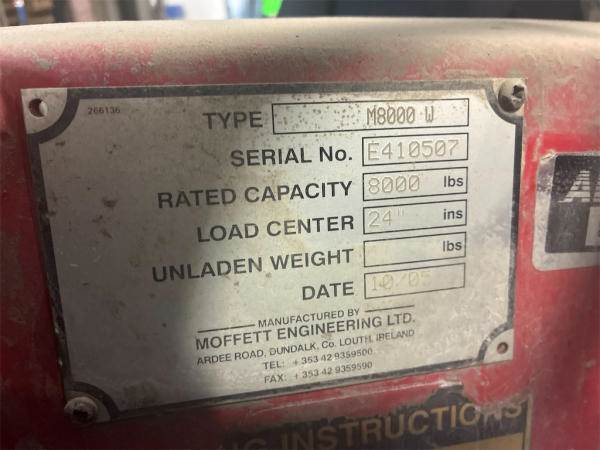 266136
TYPE M8000 W
SERIAL No. E410507
RATED CAPACITY 8000 lbs
LOAD CENTER 24" ins
UNLADEN WEIGHT lbs
DATE 10/05
MANUFACTURED BY
MOFFETT ENGINEERING LTD.
ARDEE ROAD, DUNDALK, Co. LOUTH, IRELAND
TEL: + 353 42 9359500
FAX: + 353 42 9359590
INSTRUCTIONS